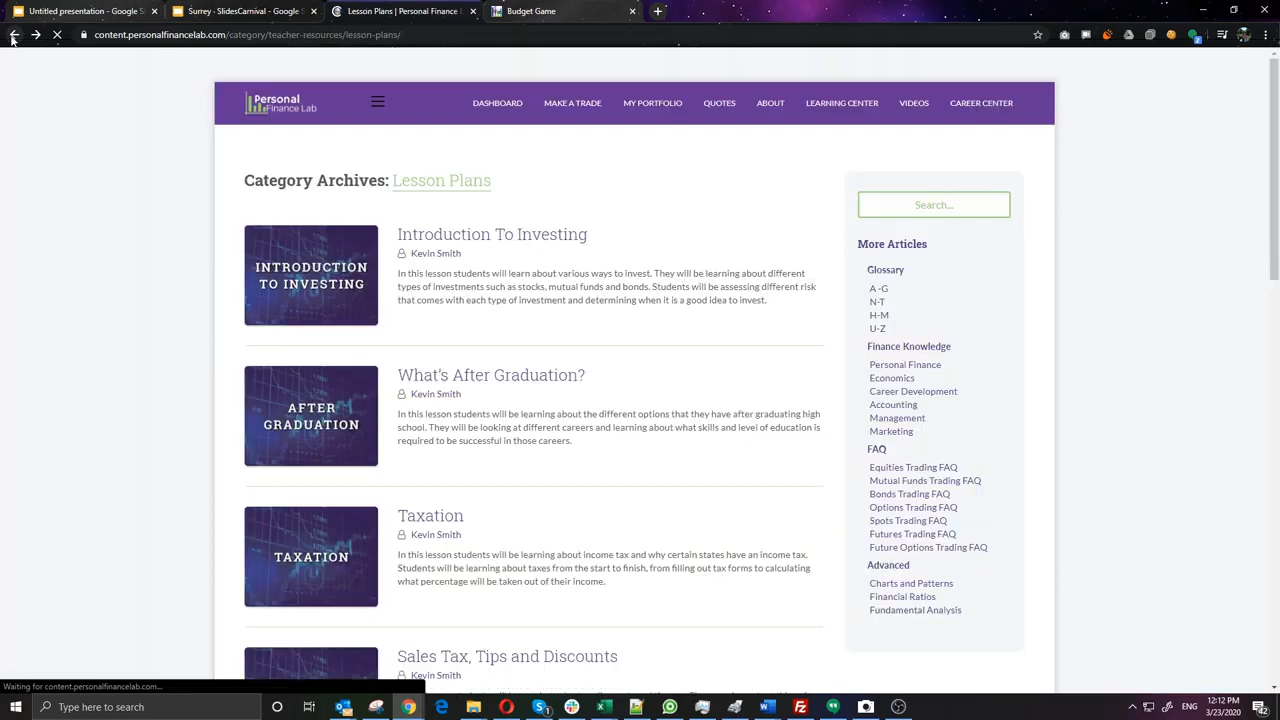 Personal Finance Lab
Slideshow
Budget Game
content.personalfinancelab.com/category/teacher-resources/lesson-plans/
2
Personal
Finance Lab
DASHBOARD MAKE A TRADE MY PORTFOLIO QUOTES ABOUT LEARNING CENTER VIDEOS CAREER CENTER
Category Archives: Lesson Plans
INTRODUCTION
TO INVESTING
Introduction To Investing
Kevin Smith
In this lesson students will learn about various ways to invest. They will be learning about different
types of investments such as stocks, mutual funds and bonds. Students will be assessing different risk
that comes with each type of investment and determining when it is a good idea to invest.
AFTER
GRADUATION
What's After Graduation?
Kevin Smith
In this lesson students will be learning about the different options that they have after graduating high
school. They will be looking at different careers and learning about what skills and level of education is
required to be successful in those careers.
TAXATION
Taxation
Kevin Smith
In this lesson students will be learning about income tax and why certain states have an income tax.
Students will be learning about taxes from the start to finish, from filling out tax forms to calculating
what percentage will be taken out of their income.
Sales Tax, Tips and Discounts
Kevin Smith
Search...
More Articles
Glossary
A -G
N-T
H-M
U-Z
Finance Knowledge
Personal Finance
Economics
Career Development
Accounting
Management
Marketing
FAQ
Equities Trading FAQ
Mutual Funds Trading FAQ
Bonds Trading FAQ
Options Trading FAQ
Spots Trading FAQ
Futures Trading FAQ
Future Options Trading FAQ
Advanced
Charts and Patterns
Financial Ratios
Fundamental Analysis
Waiting for content.personalfinancelab.com...
Type here to search
12:12 PM
3/23/2020